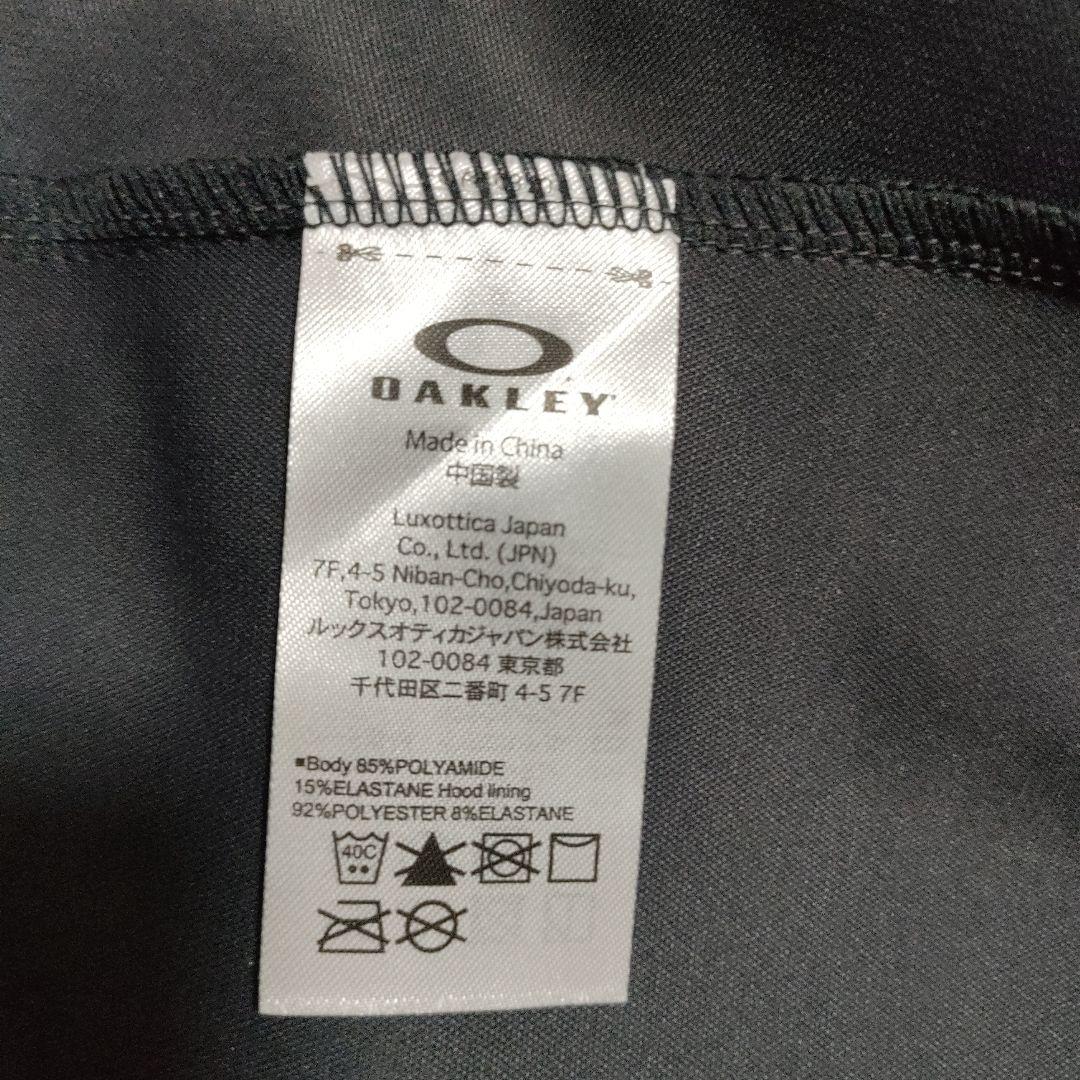 OAKLEY
Made in China
中国製
Luxottica Japan
Co., Ltd. (JPN)
7F,4-5 Niban-Cho,Chiyoda-ku,
Tokyo,102-0084,Japan
ルックスオティカジャパン株式会社
102-0084 東京都
千代田区二番町 4-5 7F
▪Body 85%POLYAMIDE
15%ELASTANE Hood lining
92%POLYESTER 8%ELASTANE
40C